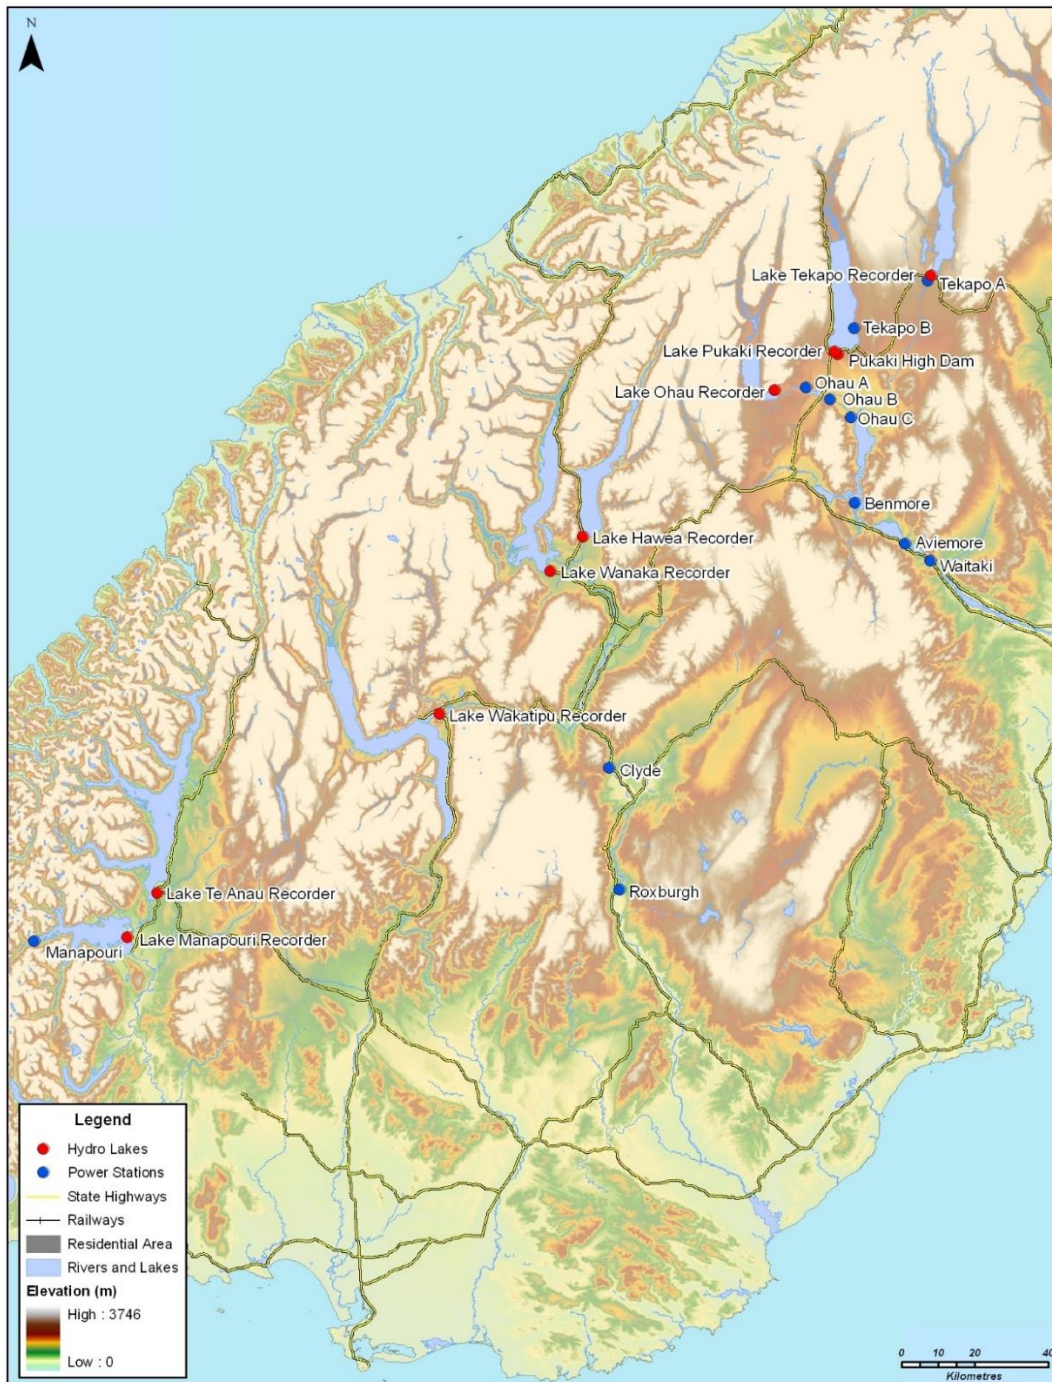 N
Lake Tekapo Recorder
Tekapo A
Tekapo B
Lake Pukaki Recorder
Pukaki High Dam
Ohau A
Lake Ohau Recorder
Ohau B
Ohau C
Benmore
Lake Hawea Recorder
Aviemore
Waitaki
Lake Wanaka Recorder
Lake Wakatipu Recorder
Clyde
Roxburgh
Lake Te Anau Recorder
Lake Manapouri Recorder
Manapouri
Legend
Hydro Lakes
Power Stations
State Highways
Railways
Residential Area
Rivers and Lakes
Elevation (m)
High : 3746
Low : 0
0 10 20 40
Kilometres